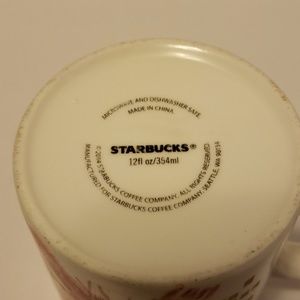 MICROWAVE AND DISHWASHER SAFE
MADE IN CHINA
STARBUCKS®
12fl oz/354ml
©2014 STARBUCKS COFFEE COMPANY. ALL RIGHTS RESERVED
MANUFACTURED FOR STARBUCKS COFFEE COMPANY, SEATTLE, WA 98134